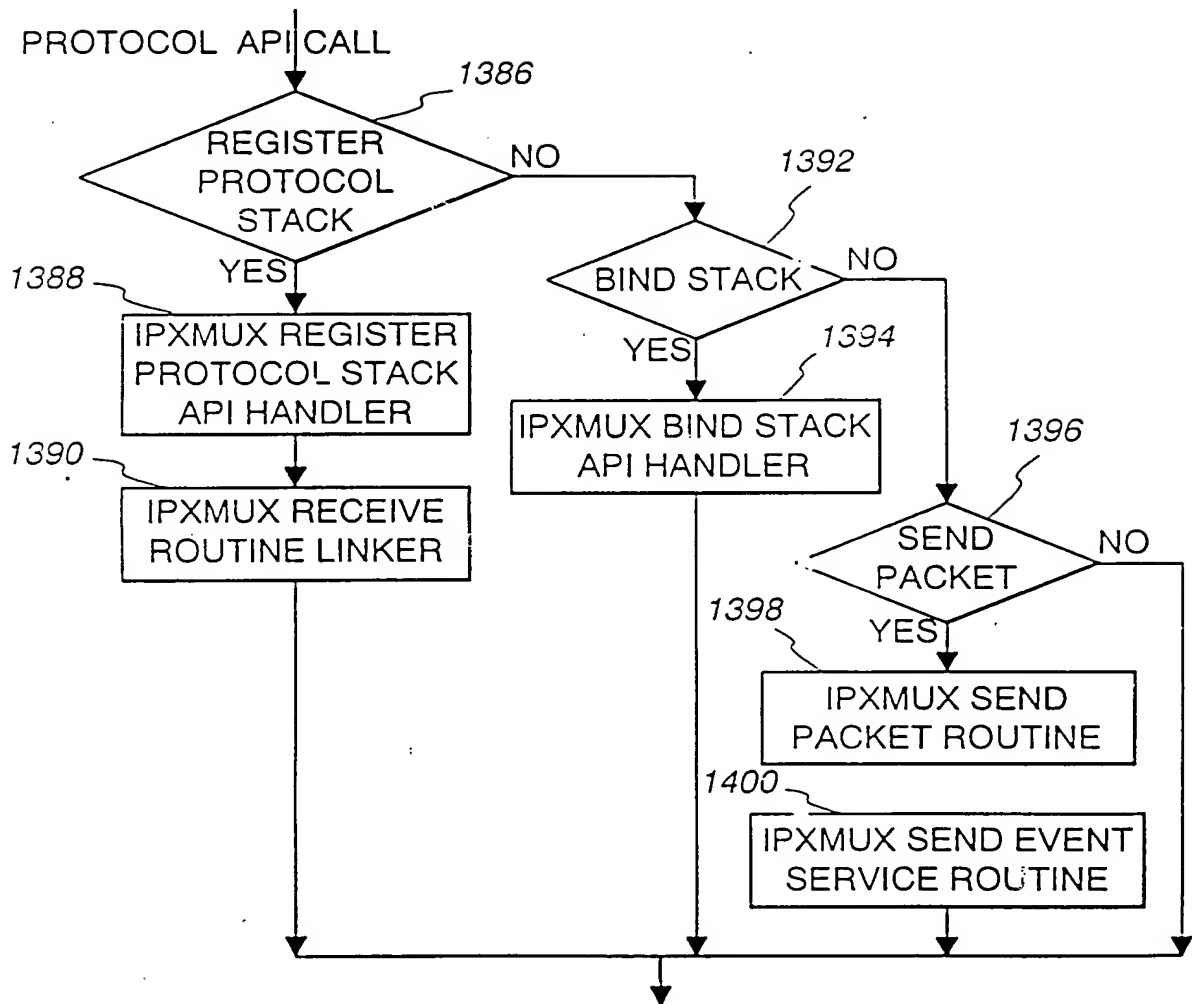 PROTOCOL API CALL
1386
REGISTER
PROTOCOL
STACK
NO
YES
1388
IPXMUX REGISTER
PROTOCOL STACK
API HANDLER
1390
IPXMUX RECEIVE
ROUTINE LINKER
1392
BIND STACK
NO
YES
1394
IPXMUX BIND STACK
API HANDLER
1396
SEND
PACKET
NO
YES
1398
IPXMUX SEND
PACKET ROUTINE
1400
IPXMUX SEND EVENT
SERVICE ROUTINE